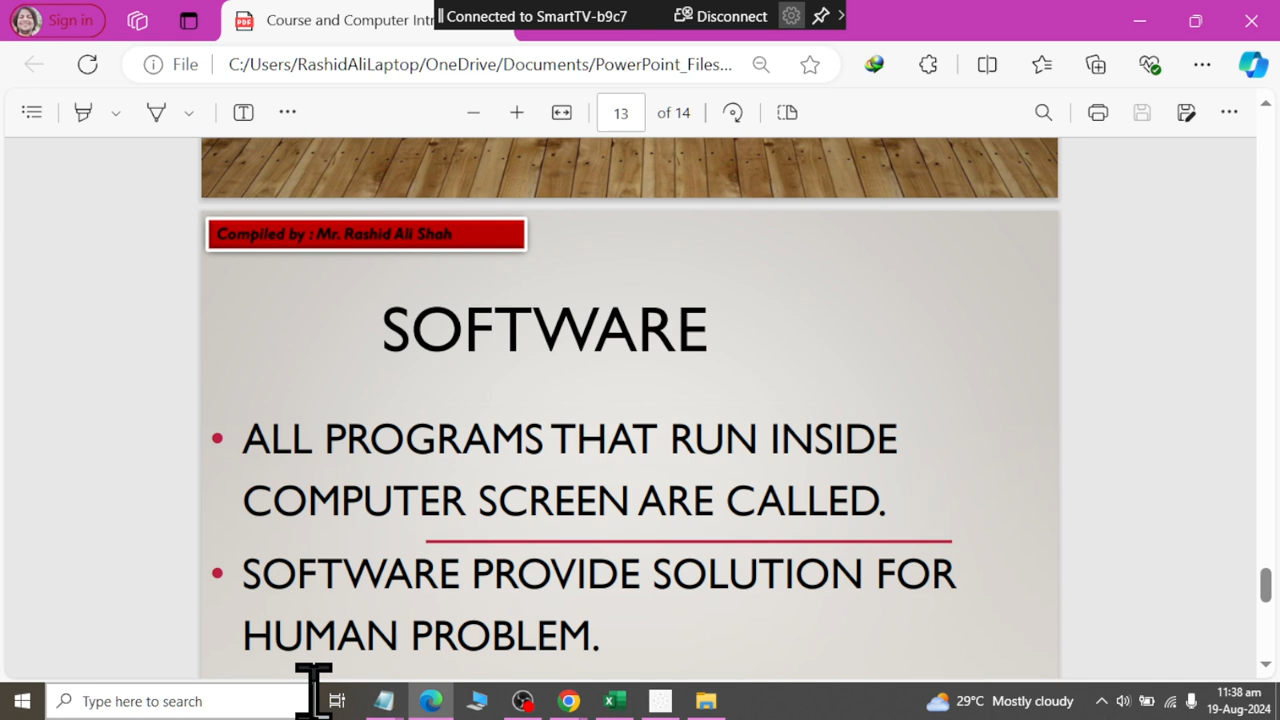 Sign in
Course and Computer Intr
Connected to SmartTV-b9c7
Disconnect
File
C:/Users/RashidAliLaptop/OneDrive/Documents/PowerPoint_Files...
13 of 14
Compiled by : Mr. Rashid Ali Shah
SOFTWARE
• ALL PROGRAMS THAT RUN INSIDE
COMPUTER SCREEN ARE CALLED.
• SOFTWARE PROVIDE SOLUTION FOR
HUMAN PROBLEM.
Type here to search
29°C Mostly cloudy
11:38 am
19-Aug-2024